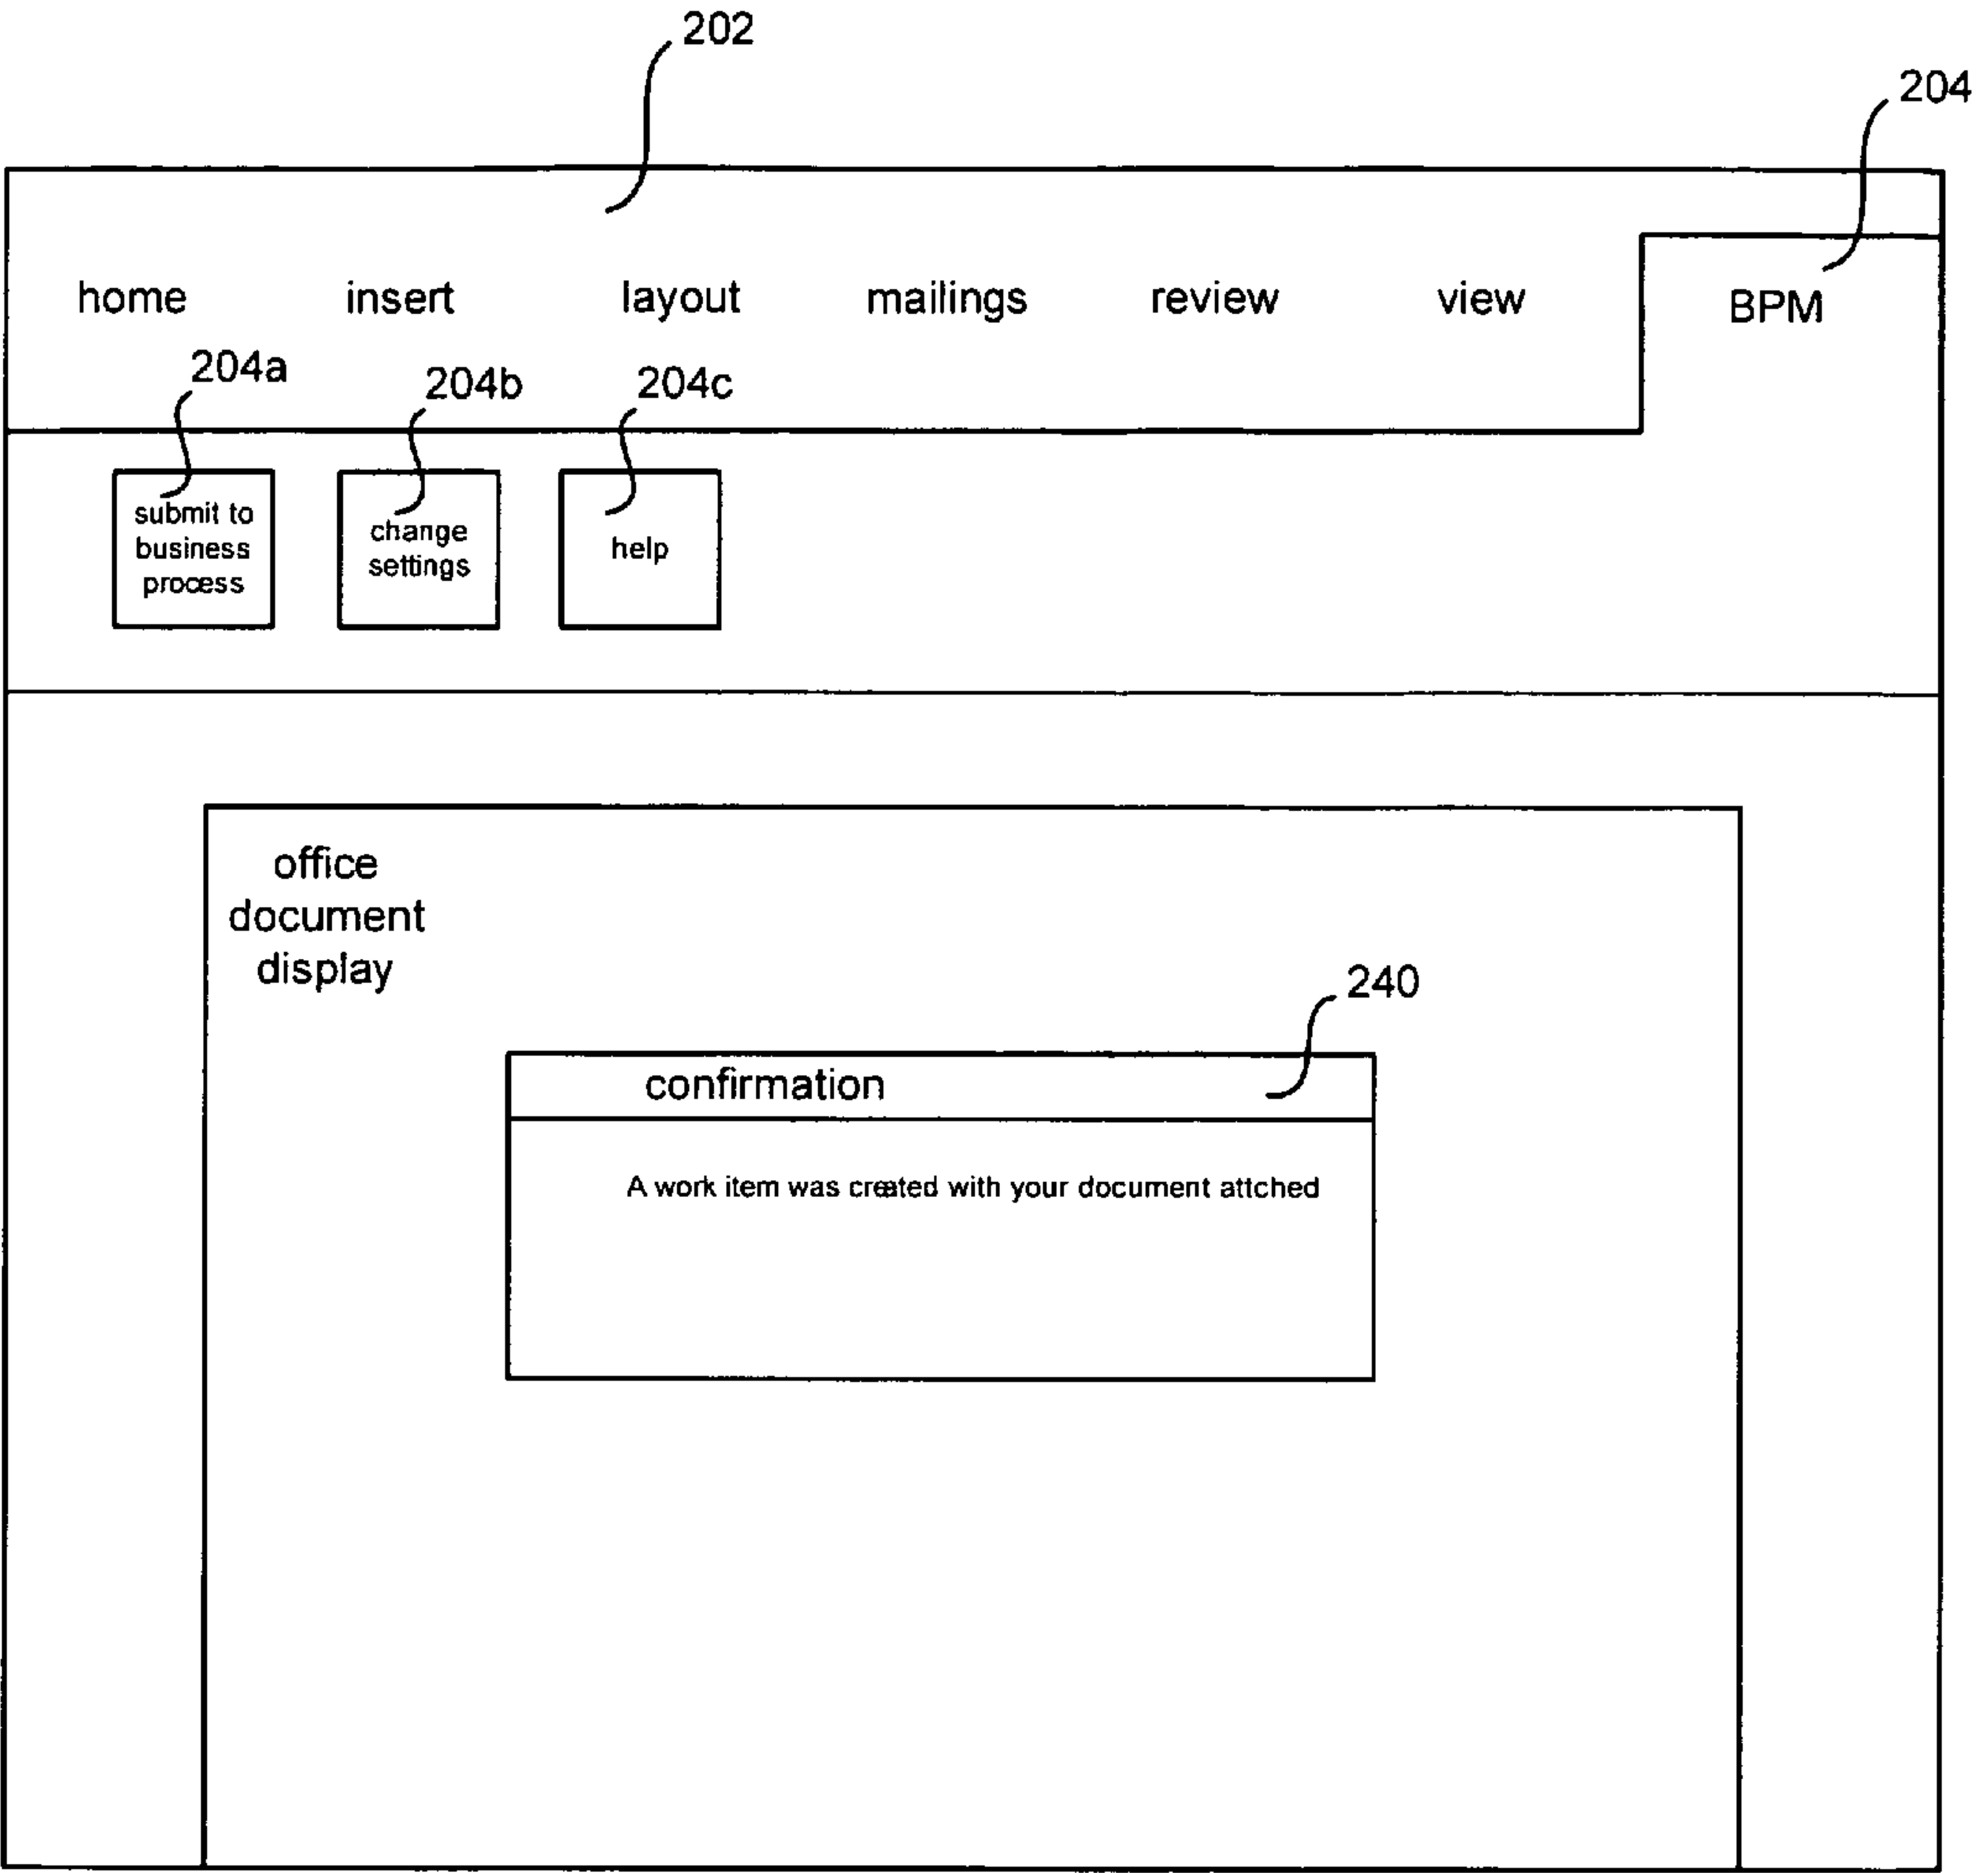 202
204
home insert layout mailings review view BPM
204a 204b 204c
submit to
business
process
change
settings
help
office
document
display
240
confirmation
A work item was created with your document attched